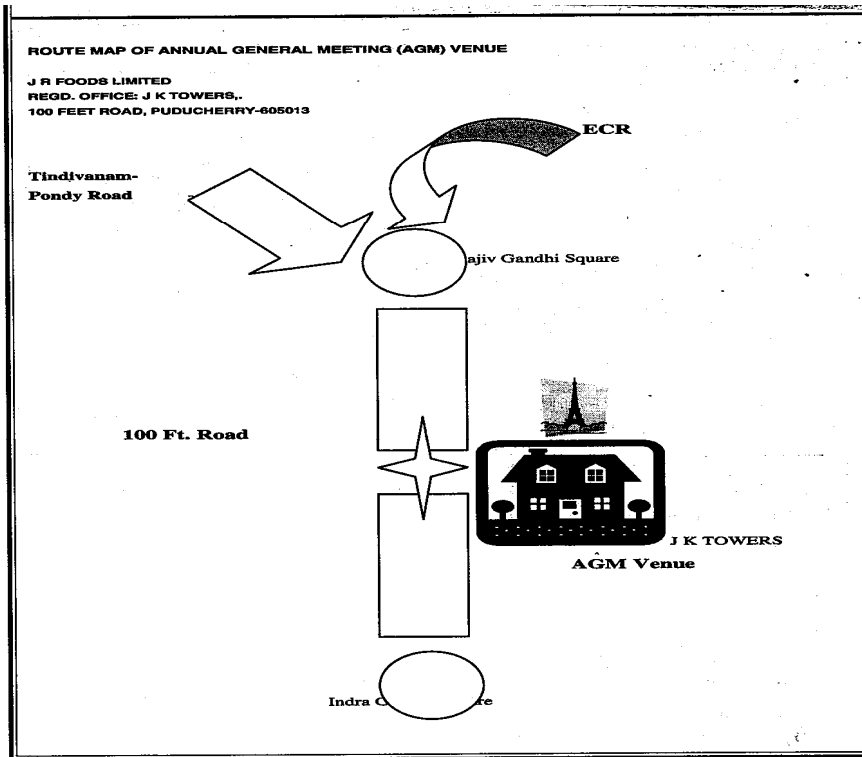 ROUTE MAP OF ANNUAL GENERAL MEETING (AGM) VENUE
J R FOODS LIMITED
REGD. OFFICE: J K TOWERS,.
100 FEET ROAD, PUDUCHERRY-605013
ECR
Tindivanam-
Pondy Road
ajiv Gandhi Square
100 Ft. Road
J K TOWERS
AGM Venue
Indra